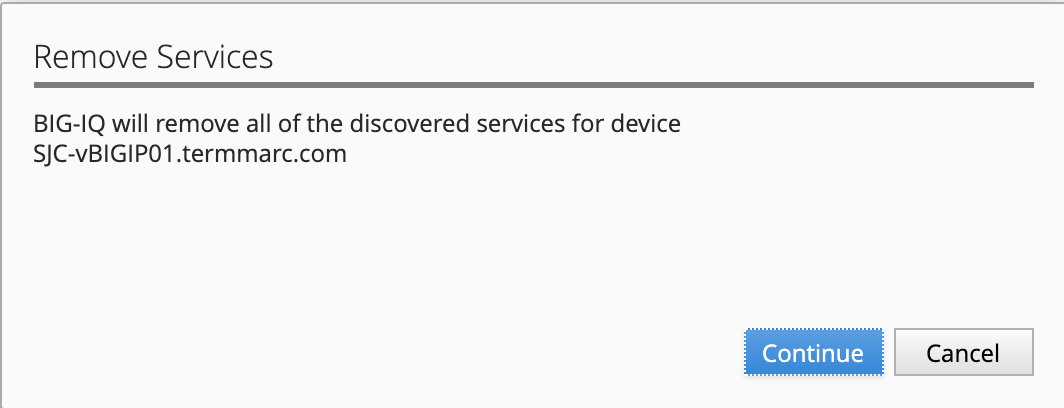 Remove Services
BIG-IQ will remove all of the discovered services for device
SJC-vBIGIP01.termmarc.com
Continue
Cancel